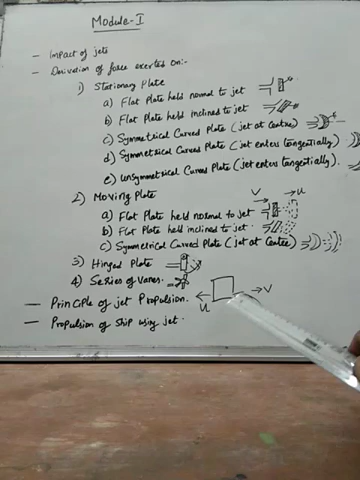 Module-I
- Impact of jets
- Derivation of force exerted on:-
1) Stationary Plate
a) Flat Plate held normal to jet
b) Flat Plate held inclined to jet
c) Symmetrical Curved Plate (jet at Centre)
d) Symmetrical Curved Plate (jet enters tangentially)
e) Unsymmetrical Curved Plate (jet enters tangentially).
2) Moving Plate
V u
a) Flat Plate held normal to jet
b) Flat Plate held inclined to jet.
c) Symmetrical Curved Plate (Jat at Centre)
3) Hinged Plate
4) Series of Vanes.
- Principle of jet Propulsion.
u V
- Propulsion of ship using jet.